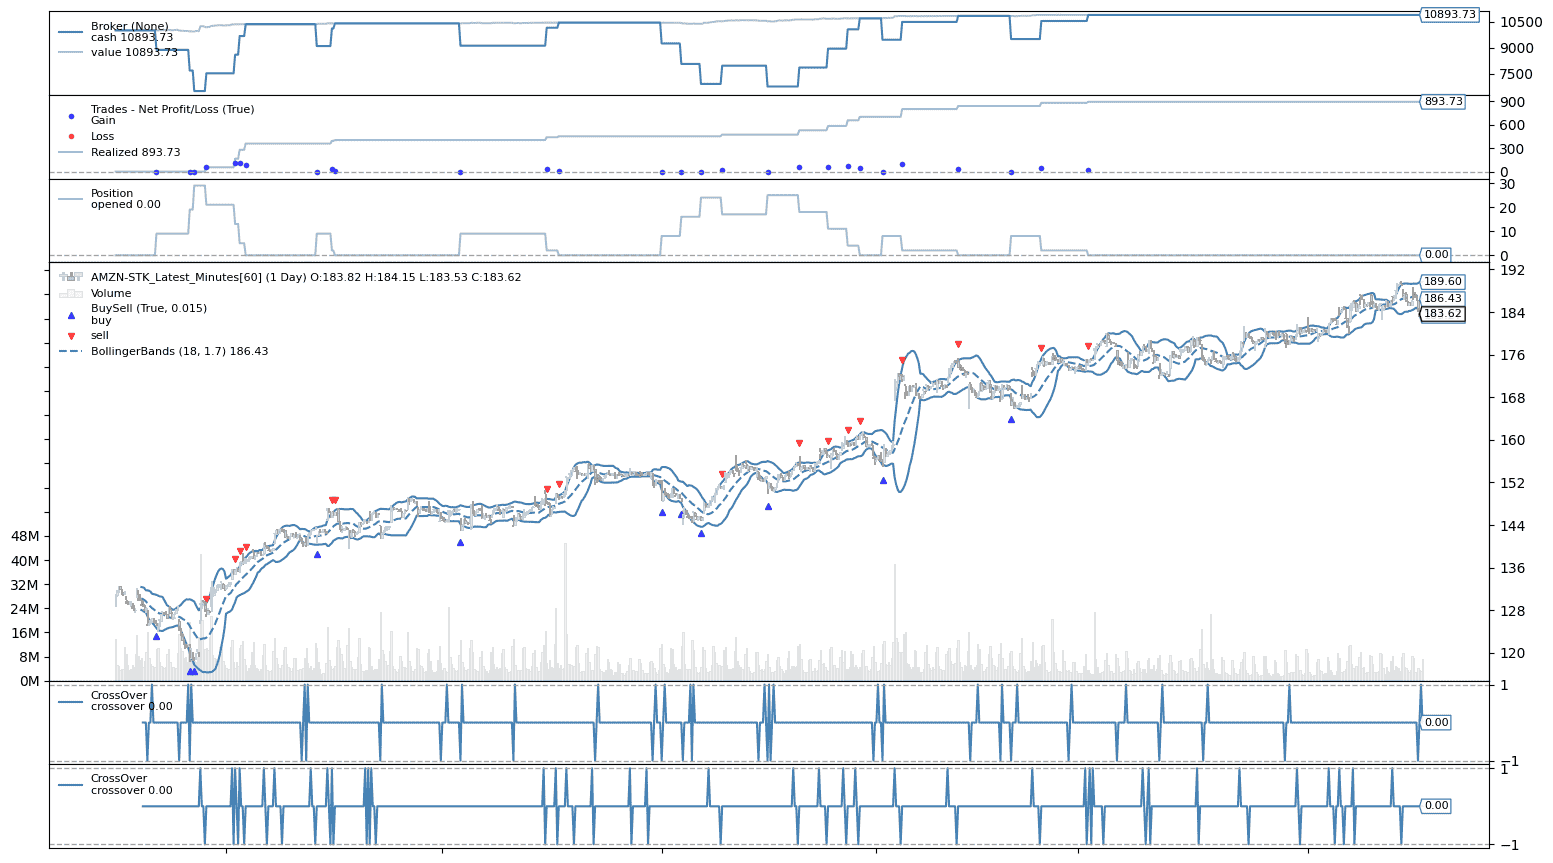 Broker (None)
cash 10893.73
value 10893.73
10893.73
10500
9000
7500
Trades - Net Profit/Loss (True)
Gain
Loss
Realized 893.73
893.73
900
600
300
0
Position
opened 0.00
0.00
30
20
10
0
AMZN-STK_Latest_Minutes[60] (1 Day) O:183.82 H:184.15 L:183.53 C:183.62
Volume
BuySell (True, 0.015)
buy
sell
BollingerBands (18, 1.7) 186.43
189.60
186.43
183.62
192
184
176
168
160
152
144
136
128
120
48M
40M
32M
24M
16M
8M
0M
CrossOver
crossover 0.00
0.00
1
−1
CrossOver
crossover 0.00
0.00
1
−1